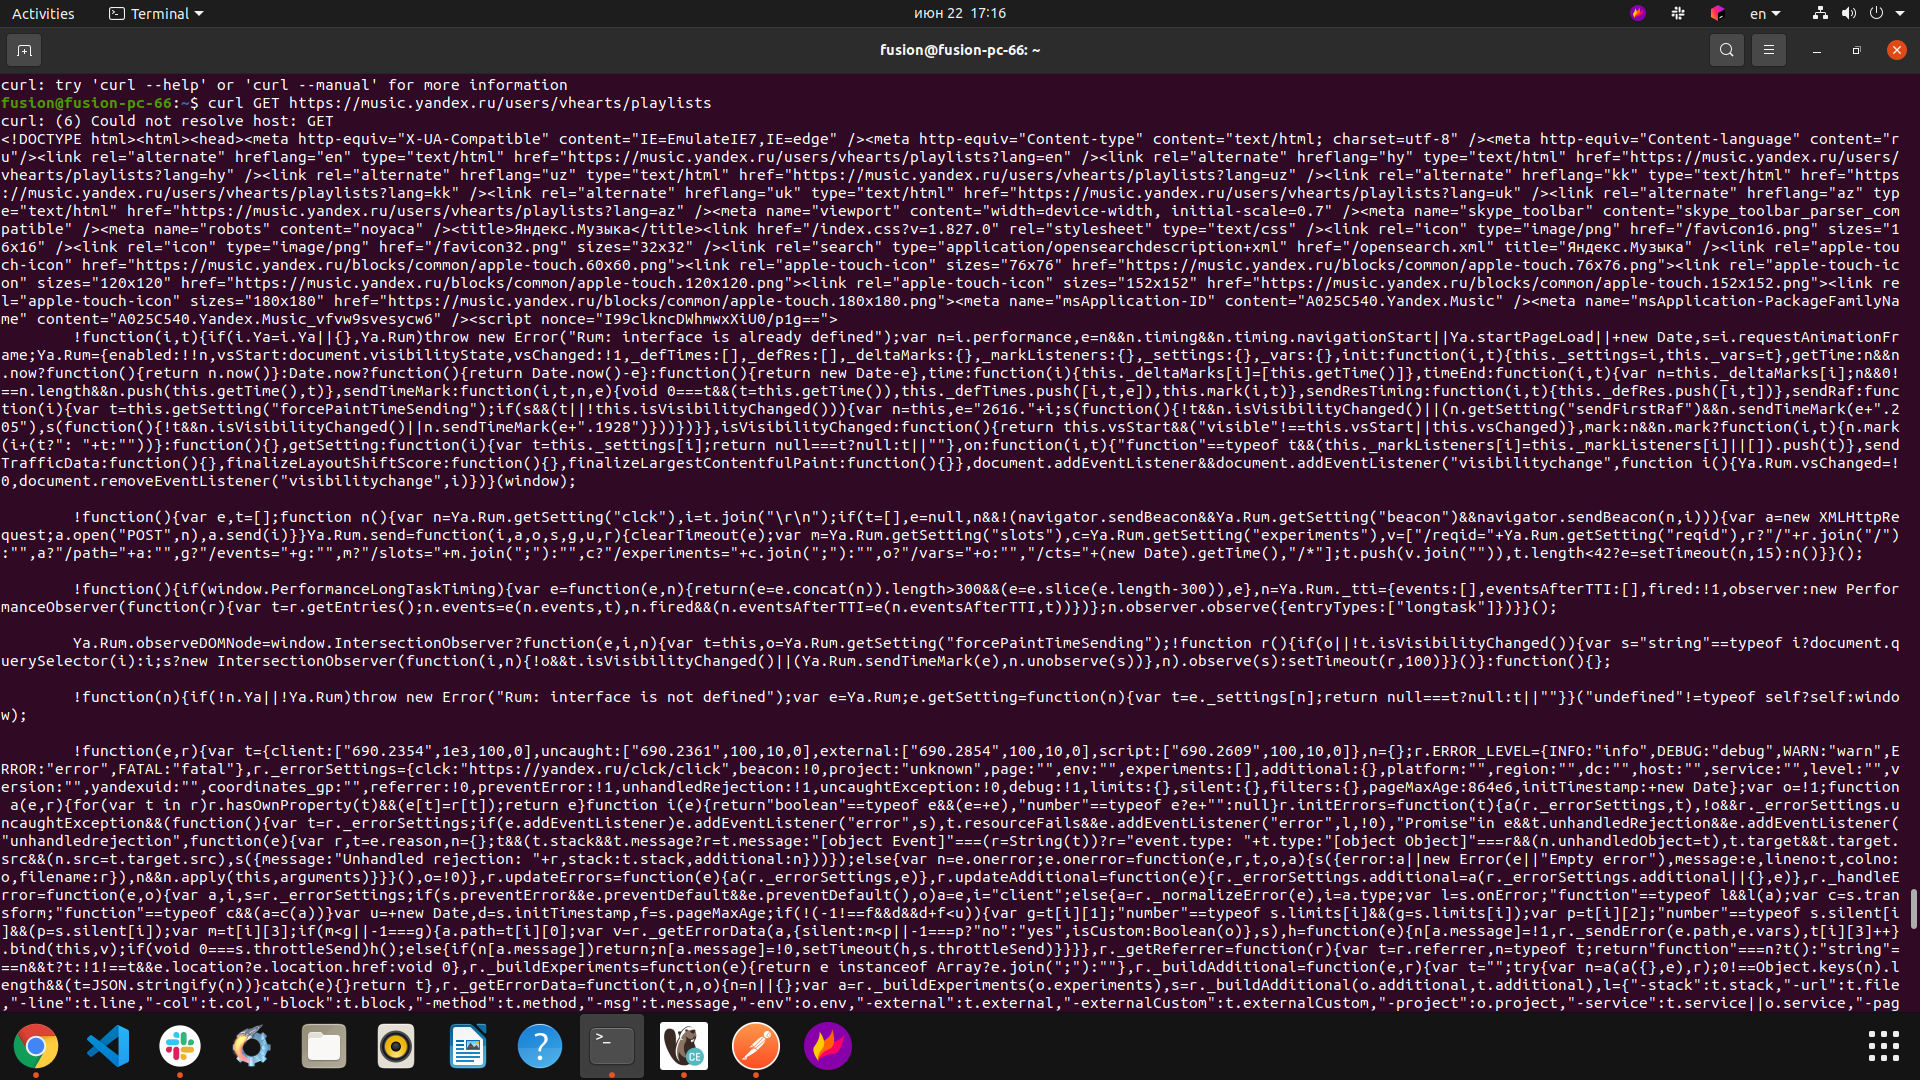 Activities
Terminal
июн 22 17:16
en
fusion@fusion-pc-66: ~
curl: try 'curl --help' or 'curl --manual' for more information
fusion@fusion-pc-66:~$ curl GET https://music.yandex.ru/users/vhearts/playlists
curl: (6) Could not resolve host: GET
<!DOCTYPE html><html><head><meta http-equiv="X-UA-Compatible" content="IE=EmulateIE7,IE=edge" /><meta http-equiv="Content-type" content="text/html; charset=utf-8" /><meta http-equiv="Content-language" content="r
u"/><link rel="alternate" hreflang="en" type="text/html" href="https://music.yandex.ru/users/vhearts/playlists?lang=en" /><link rel="alternate" hreflang="hy" type="text/html" href="https://music.yandex.ru/users/
vhearts/playlists?lang=hy" /><link rel="alternate" hreflang="uz" type="text/html" href="https://music.yandex.ru/users/vhearts/playlists?lang=uz" /><link rel="alternate" hreflang="kk" type="text/html" href="https
://music.yandex.ru/users/vhearts/playlists?lang=kk" /><link rel="alternate" hreflang="uk" type="text/html" href="https://music.yandex.ru/users/vhearts/playlists?lang=uk" /><link rel="alternate" hreflang="az" typ
e="text/html" href="https://music.yandex.ru/users/vhearts/playlists?lang=az" /><meta name="viewport" content="width=device-width, initial-scale=0.7" /><meta name="skype_toolbar" content="skype_toolbar_parser_com
patible" /><meta name="robots" content="noyaca" /><title>Яндекс.Музыка</title><link href="/index.css?v=1.827.0" rel="stylesheet" type="text/css" /><link rel="icon" type="image/png" href="/favicon16.png" sizes="1
6x16" /><link rel="icon" type="image/png" href="/favicon32.png" sizes="32x32" /><link rel="search" type="application/opensearchdescription+xml" href="/opensearch.xml" title="Яндекс.Музыка" /><link rel="apple-tou
ch-icon" href="https://music.yandex.ru/blocks/common/apple-touch.60x60.png"><link rel="apple-touch-icon" sizes="76x76" href="https://music.yandex.ru/blocks/common/apple-touch.76x76.png"><link rel="apple-touch-ic
on" sizes="120x120" href="https://music.yandex.ru/blocks/common/apple-touch.120x120.png"><link rel="apple-touch-icon" sizes="152x152" href="https://music.yandex.ru/blocks/common/apple-touch.152x152.png"><link re
l="apple-touch-icon" sizes="180x180" href="https://music.yandex.ru/blocks/common/apple-touch.180x180.png"><meta name="msApplication-ID" content="A025C540.Yandex.Music" /><meta name="msApplication-PackageFamilyNa
me" content="A025C540.Yandex.Music_vfvw9svesycw6" /><script nonce="I99clkncDWhmwxXiU0/p1g==">
!function(i,t){if(i.Ya=i.Ya||{},Ya.Rum)throw new Error("Rum: interface is already defined");var n=i.performance,e=n&&n.timing&&n.timing.navigationStart||Ya.startPageLoad||+new Date,s=i.requestAnimationFr
ame;Ya.Rum={enabled:!!n,vsStart:document.visibilityState,vsChanged:!1,_defTimes:[],_defRes:[],_deltaMarks:{},_markListeners:{},_settings:{},_vars:{},init:function(i,t){this._settings=i,this._vars=t},getTime:n&&n
.now?function(){return n.now()}:Date.now?function(){return Date.now()-e}:function(){return new Date-e},time:function(i){this._deltaMarks[i]=[this.getTime()]},timeEnd:function(i,t){var n=this._deltaMarks[i];n&&0!
==n.length&&n.push(this.getTime(),t)},sendTimeMark:function(i,t,n,e){void 0===t&&(t=this.getTime()),this._defTimes.push([i,t,e]),this.mark(i,t)},sendResTiming:function(i,t){this._defRes.push([i,t])},sendRaf:func
tion(i){var t=this.getSetting("forcePaintTimeSending");if(s&&(t||!this.isVisibilityChanged())){var n=this,e="2616."+i;s(function(){!t&&n.isVisibilityChanged()||(n.getSetting("sendFirstRaf")&&n.sendTimeMark(e+".2
05"),s(function(){!t&&n.isVisibilityChanged()||n.sendTimeMark(e+".1928")}))})}},isVisibilityChanged:function(){return this.vsStart&&("visible"!==this.vsStart||this.vsChanged)},mark:n&&n.mark?function(i,t){n.mark
(i+(t?": "+t:""))}:function(){},getSetting:function(i){var t=this._settings[i];return null===t?null:t||""},on:function(i,t){"function"==typeof t&&(this._markListeners[i]=this._markListeners[i]||[]).push(t)},send
TrafficData:function(){},finalizeLayoutShiftScore:function(){},finalizeLargestContentfulPaint:function(){}},document.addEventListener&&document.addEventListener("visibilitychange",function i(){Ya.Rum.vsChanged=!
0,document.removeEventListener("visibilitychange",i)})}(window);
!function(){var e,t=[];function n(){var n=Ya.Rum.getSetting("clck"),i=t.join("\r\n");if(t=[],e=null,n&&!(navigator.sendBeacon&&Ya.Rum.getSetting("beacon")&&navigator.sendBeacon(n,i))){var a=new XMLHttpRe
quest;a.open("POST",n),a.send(i)}}Ya.Rum.send=function(i,a,o,s,g,u,r){clearTimeout(e);var m=Ya.Rum.getSetting("slots"),c=Ya.Rum.getSetting("experiments"),v=["/reqid="+Ya.Rum.getSetting("reqid"),r?"/"+r.join("/")
:"",a?"/path="+a:"",g?"/events="+g:"",m?"/slots="+m.join(";"):"",c?"/experiments="+c.join(";"):"",o?"/vars="+o:"","/cts="+(new Date).getTime(),"/*"];t.push(v.join("")),t.length<42?e=setTimeout(n,15):n()}}();
!function(){if(window.PerformanceLongTaskTiming){var e=function(e,n){return(e=e.concat(n)).length>300&&(e=e.slice(e.length-300)),e},n=Ya.Rum._tti={events:[],eventsAfterTTI:[],fired:!1,observer:new Perfor
manceObserver(function(r){var t=r.getEntries();n.events=e(n.events,t),n.fired&&(n.eventsAfterTTI=e(n.eventsAfterTTI,t))})};n.observer.observe({entryTypes:["longtask"]})}}();
Ya.Rum.observeDOMNode=window.IntersectionObserver?function(e,i,n){var t=this,o=Ya.Rum.getSetting("forcePaintTimeSending");!function r(){if(o||!t.isVisibilityChanged()){var s="string"==typeof i?document.q
uerySelector(i):i;s?new IntersectionObserver(function(i,n){!o&&t.isVisibilityChanged()||(Ya.Rum.sendTimeMark(e),n.unobserve(s))},n).observe(s):setTimeout(r,100)}}()}:function(){};
!function(n){if(!n.Ya||!Ya.Rum)throw new Error("Rum: interface is not defined");var e=Ya.Rum;e.getSetting=function(n){var t=e._settings[n];return null===t?null:t||""}}("undefined"!=typeof self?self:windo
w);
!function(e,r){var t={client:["690.2354",1e3,100,0],uncaught:["690.2361",100,10,0],external:["690.2854",100,10,0],script:["690.2609",100,10,0]},n={};r.ERROR_LEVEL={INFO:"info",DEBUG:"debug",WARN:"warn",E
RROR:"error",FATAL:"fatal"},r._errorSettings={clck:"https://yandex.ru/clck/click",beacon:!0,project:"unknown",page:"",env:"",experiments:[],additional:{},platform:"",region:"",dc:"",host:"",service:"",level:"",v
ersion:"",yandexuid:"",coordinates_gp:"",referrer:!0,preventError:!1,unhandledRejection:!1,uncaughtException:!0,debug:!1,limits:{},silent:{},filters:{},pageMaxAge:864e6,initTimestamp:+new Date};var o=!1;function
a(e,r){for(var t in r)r.hasOwnProperty(t)&&(e[t]=r[t]);return e}function i(e){return"boolean"==typeof e&&(e=+e),"number"==typeof e?e+"":null}r.initErrors=function(t){a(r._errorSettings,t),!o&&r._errorSettings.u
ncaughtException&&(function(){var t=r._errorSettings;if(e.addEventListener)e.addEventListener("error",s),t.resourceFails&&e.addEventListener("error",l,!0),"Promise"in e&&t.unhandledRejection&&e.addEventListener(
"unhandledrejection",function(e){var r,t=e.reason,n={};t&&(t.stack&&t.message?r=t.message:"[object Event]"===(r=String(t))?r="event.type: "+t.type:"[object Object]"===r&&(n.unhandledObject=t),t.target&&t.target.
src&&(n.src=t.target.src),s({message:"Unhandled rejection: "+r,stack:t.stack,additional:n}))});else{var n=e.onerror;e.onerror=function(e,r,t,o,a){s({error:a||new Error(e||"Empty error"),message:e,lineno:t,colno:
o,filename:r}),n&&n.apply(this,arguments)}}}(),o=!0)},r.updateErrors=function(e){a(r._errorSettings,e)},r.updateAdditional=function(e){r._errorSettings.additional=a(r._errorSettings.additional||{},e)},r._handleE
rror=function(e,o){var a,i,s=r._errorSettings;if(s.preventError&&e.preventDefault&&e.preventDefault(),o)a=e,i="client";else{a=r._normalizeError(e),i=a.type;var l=s.onError;"function"==typeof l&&l(a);var c=s.tran
sform;"function"==typeof c&&(a=c(a))}var u=+new Date,d=s.initTimestamp,f=s.pageMaxAge;if(!(-1!==f&&d&&d+f<u)){var g=t[i][1];"number"==typeof s.limits[i]&&(g=s.limits[i]);var p=t[i][2];"number"==typeof s.silent[i
]&&(p=s.silent[i]);var m=t[i][3];if(m<g||-1===g){a.path=t[i][0];var v=r._getErrorData(a,{silent:m<p||-1===p?"no":"yes",isCustom:Boolean(o)},s),h=function(e){n[a.message]=!1,r._sendError(e.path,e.vars),t[i][3]++}
.bind(this,v);if(void 0===s.throttleSend)h();else{if(n[a.message])return;n[a.message]=!0,setTimeout(h,s.throttleSend)}}}},r._getReferrer=function(r){var t=r.referrer,n=typeof t;return"function"===n?t():"string"=
==n&&t?t:!1!==t&&e.location?e.location.href:void 0},r._buildExperiments=function(e){return e instanceof Array?e.join(";"):""},r._buildAdditional=function(e,r){var t="";try{var n=a(a({},e),r);0!==Object.keys(n).l
ength&&(t=JSON.stringify(n))}catch(e){}return t},r._getErrorData=function(t,n,o){n=n||{};var a=r._buildExperiments(o.experiments),s=r._buildAdditional(o.additional,t.additional),l={"-stack":t.stack,"-url":t.file
,"-line":t.line,"-col":t.col,"-block":t.block,"-method":t.method,"-msg":t.message,"-env":o.env,"-external":t.external,"-externalCustom":t.externalCustom,"-project":o.project,"-service":t.service||o.service,"-pag
>_
?
CE